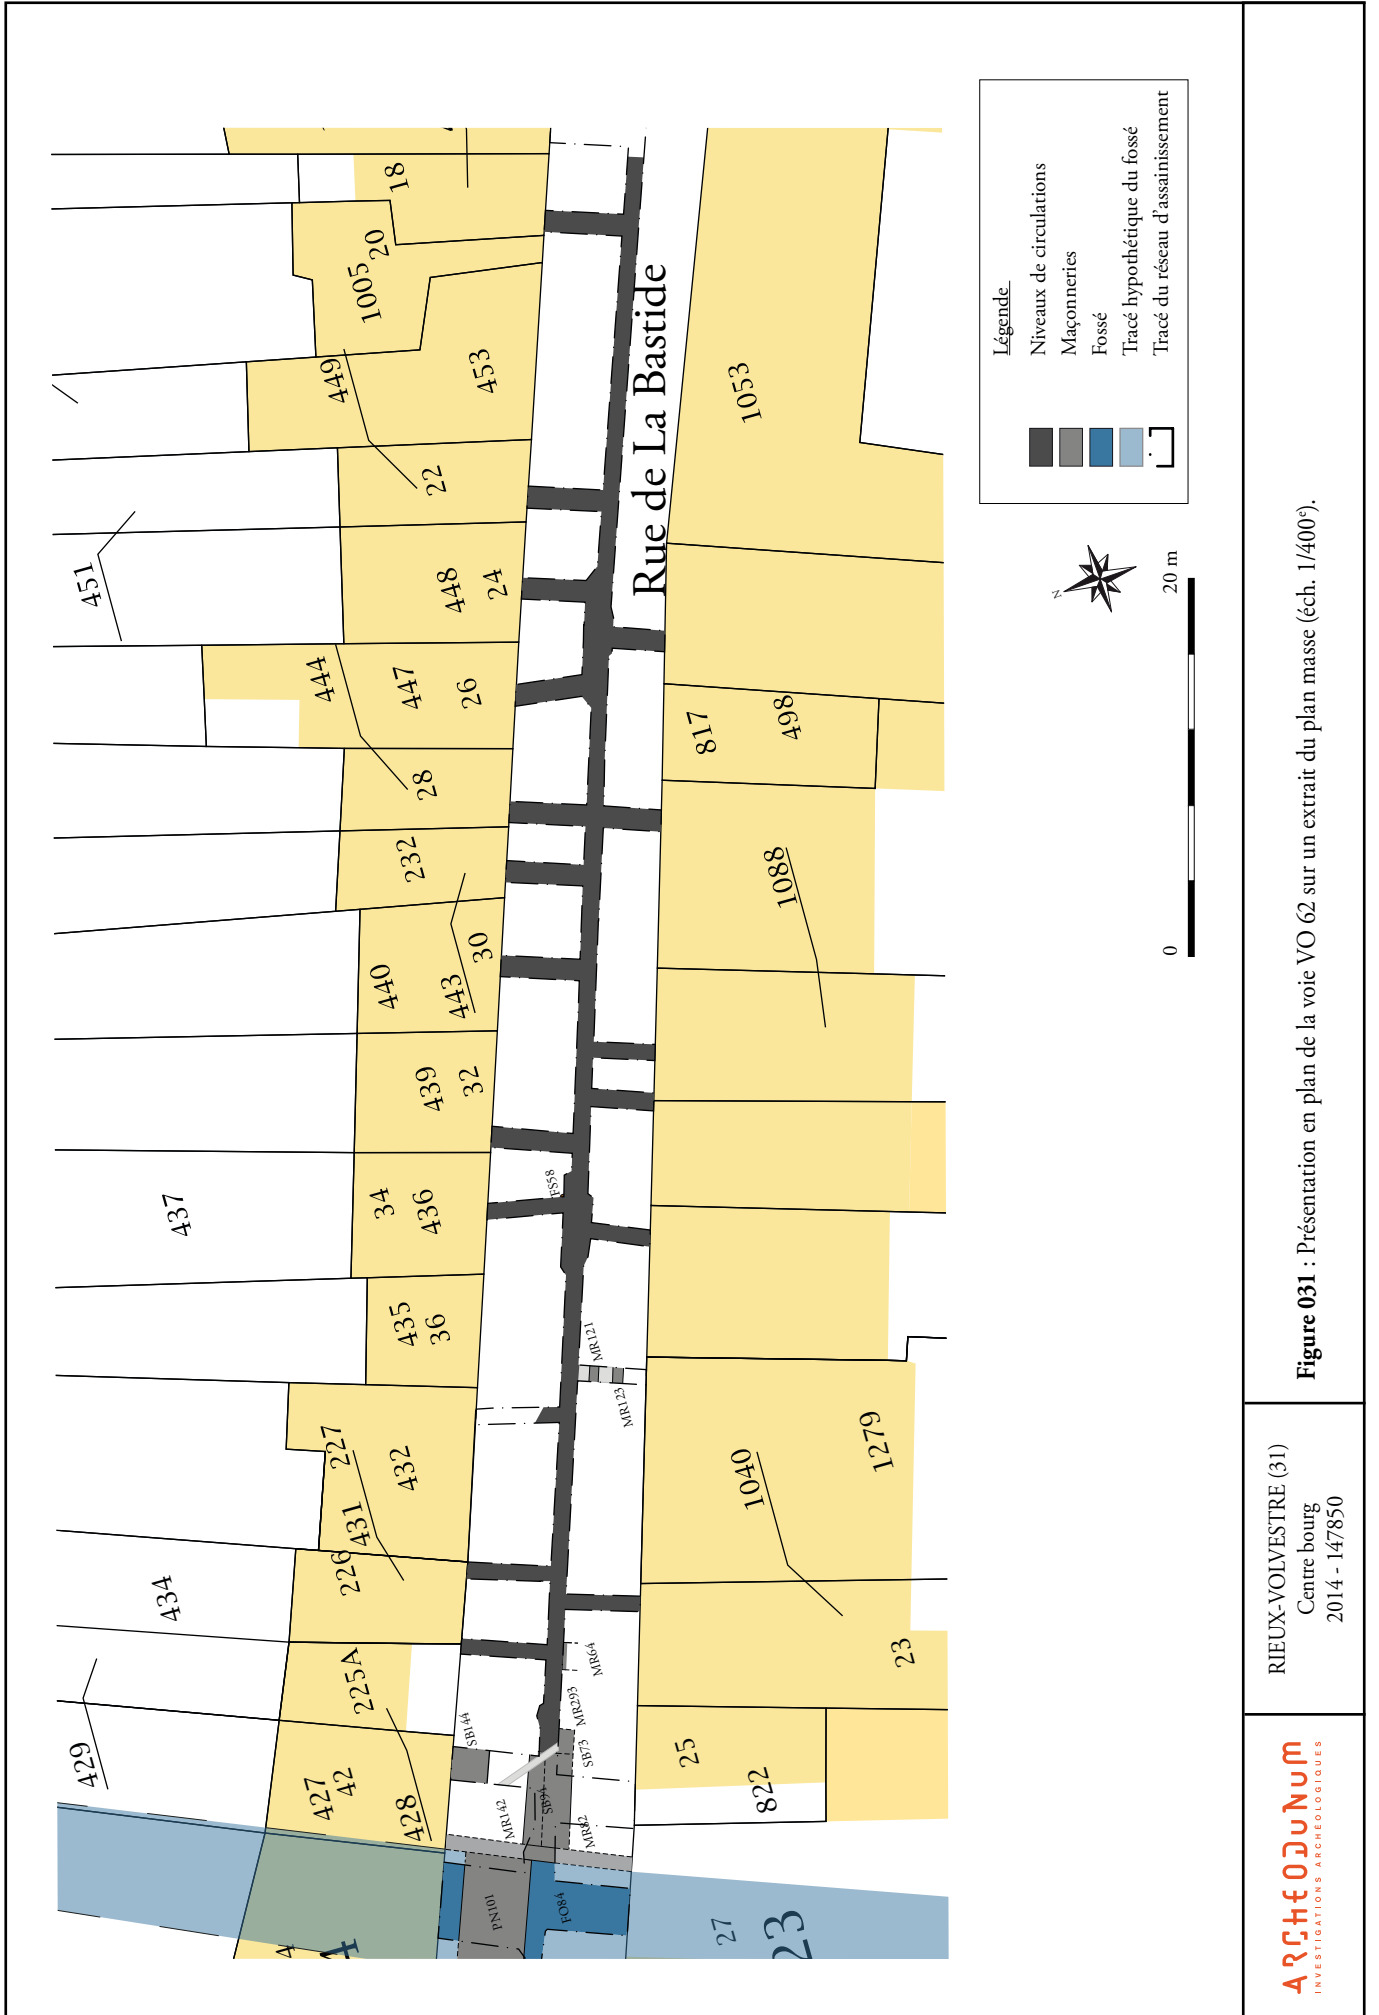 18
20
1005
449
453
22
451
448
24
444
447
26
28
232
30
440
443
439
32
437
34
436
435
36
227
432
431
226
434
225A
429
427
42
428
4
4
Rue de La Bastide
1053
817
498
1088
1040
1279
23
25
822
27
23
FS58
MR121
MR123
MR64
MR293
SB144
SB73
SB94
MR142
MR82
PN101
FO84
Légende
Niveaux de circulations
Maçonneries
Fossé
Tracé hypothétique du fossé
Tracé du réseau d'assainissement
N
0
20 m
Figure 031 : Présentation en plan de la voie VO 62 sur un extrait du plan masse (éch. 1/400e).
RIEUX-VOLVESTRE (31)
Centre bourg
2014 - 147850
ARCHEODUNUM
INVESTIGATIONS ARCHÉOLOGIQUES